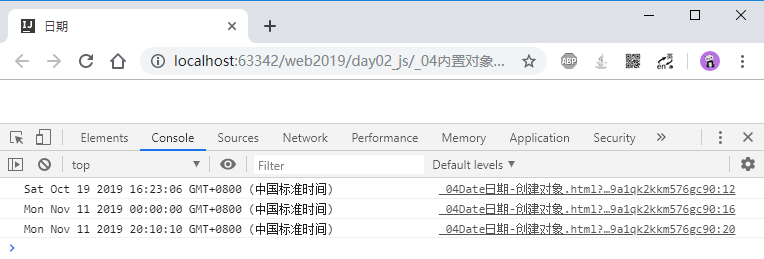 日期
localhost:63342/web2019/day02_js/_04内置对象...
ABP
en
Elements Console Sources Network Performance Memory Application Security
top Filter Default levels
Sat Oct 19 2019 16:23:06 GMT+0800 (中国标准时间) _04Date日期-创建对象.html?…9a1qk2kkm576gc90:12
Mon Nov 11 2019 00:00:00 GMT+0800 (中国标准时间) _04Date日期-创建对象.html?…9a1qk2kkm576gc90:16
Mon Nov 11 2019 20:10:10 GMT+0800 (中国标准时间) _04Date日期-创建对象.html?…9a1qk2kkm576gc90:20